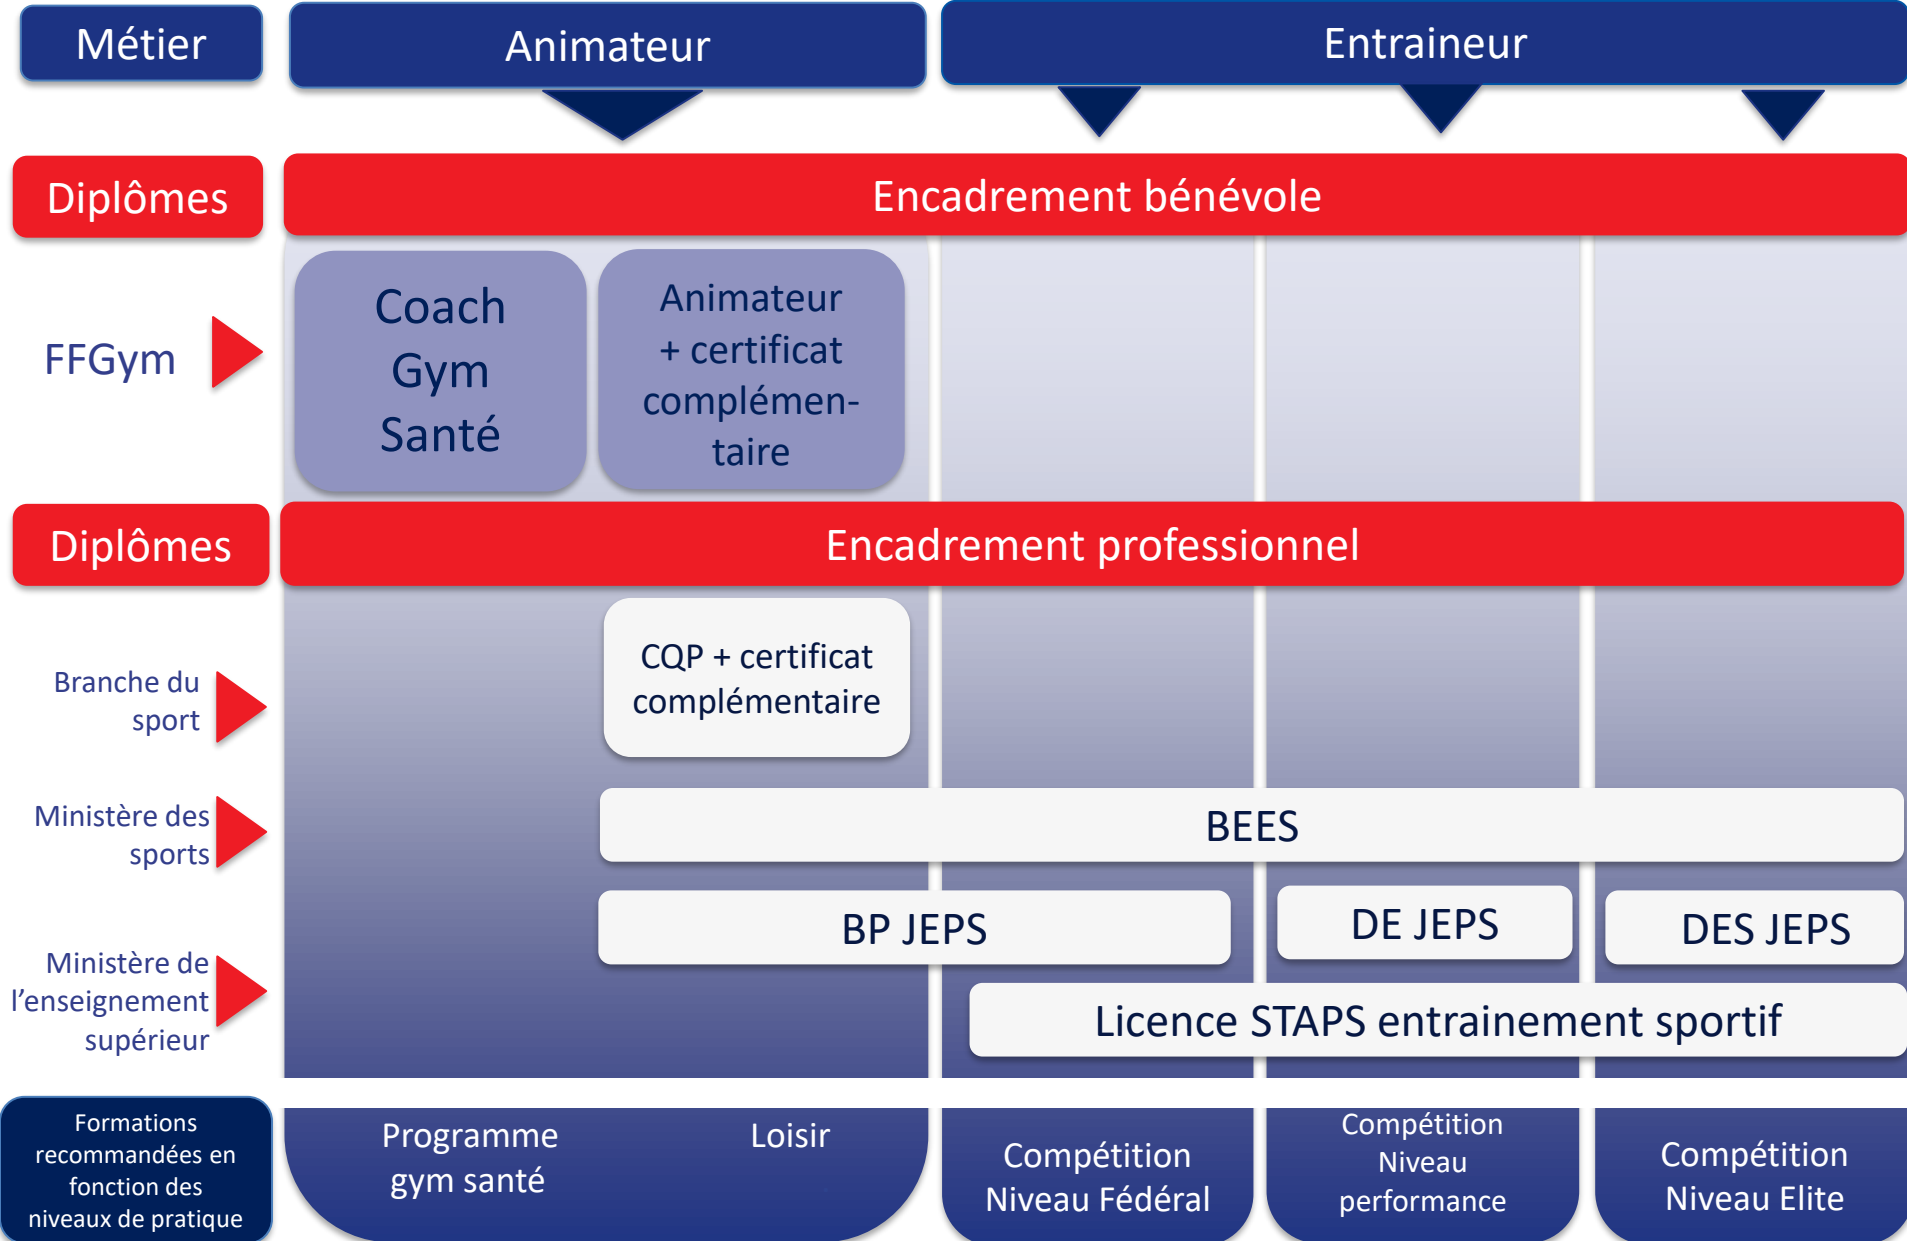 Métier
Animateur
Entraineur
Diplômes
Encadrement bénévole
FFGym
Coach
Gym
Santé
Animateur
+ certificat
complémen-
taire
Diplômes
Encadrement professionnel
Branche du
sport
CQP + certificat
complémentaire
Ministère des
sports
BEES
BP JEPS
DE JEPS
DES JEPS
Ministère de
l’enseignement
supérieur
Licence STAPS entrainement sportif
Formations
recommandées en
fonction des
niveaux de pratique
Programme
gym santé
Loisir
Compétition
Niveau Fédéral
Compétition
Niveau
performance
Compétition
Niveau Elite